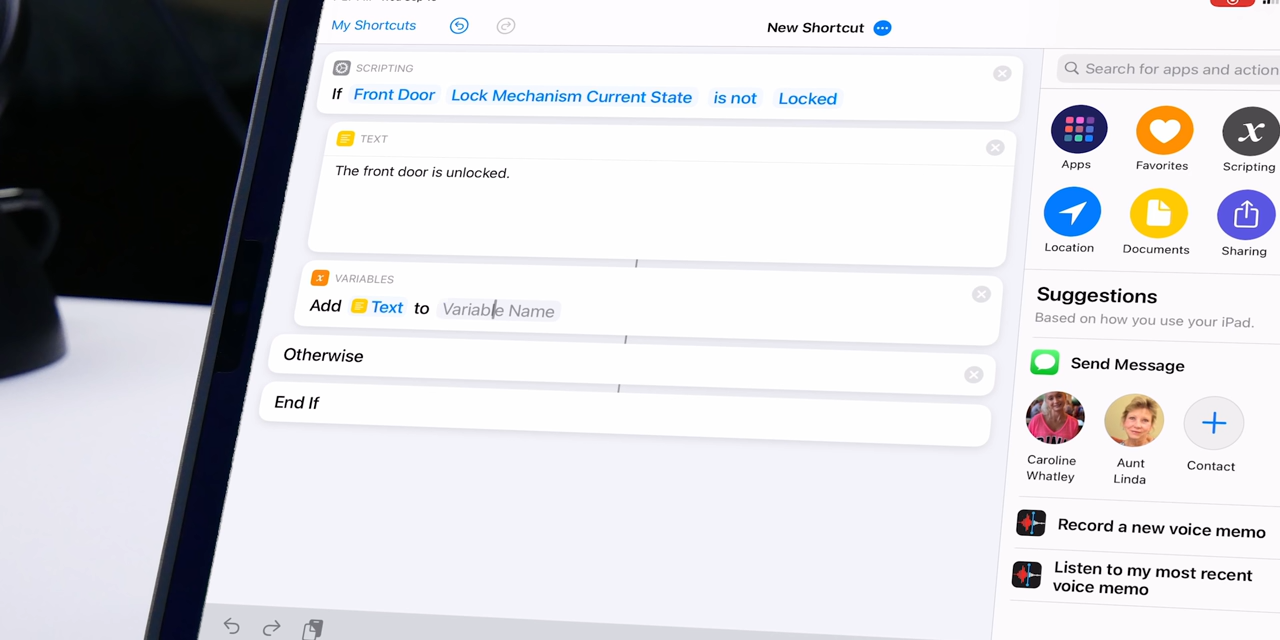 My Shortcuts
New Shortcut
SCRIPTING
If Front Door Lock Mechanism Current State is not Locked
TEXT
The front door is unlocked.
VARIABLES
Add Text to Variable Name
Otherwise
End If
Search for apps and action
Apps
Favorites
Scripting
Location
Documents
Sharing
Suggestions
Based on how you use your iPad.
Send Message
Caroline
Whatley
Aunt
Linda
Contact
Record a new voice memo
Listen to my most recent
voice memo